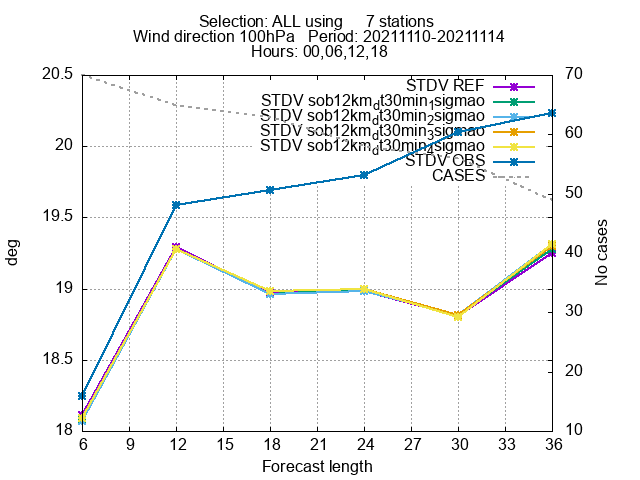 Selection: ALL using 7 stations
Wind direction 100hPa Period: 20211110-20211114
Hours: 00,06,12,18
STDV REF
STDV sob12km_dt30min_1sigmao
STDV sob12km_dt30min_2sigmao
STDV sob12km_dt30min_3sigmao
STDV sob12km_dt30min_4sigmao
STDV OBS
CASES
20.5
20
19.5
19
18.5
18
deg
70
60
50
40
30
20
10
No cases
6 9 12 15 18 21 24 27 30 33 36
Forecast length